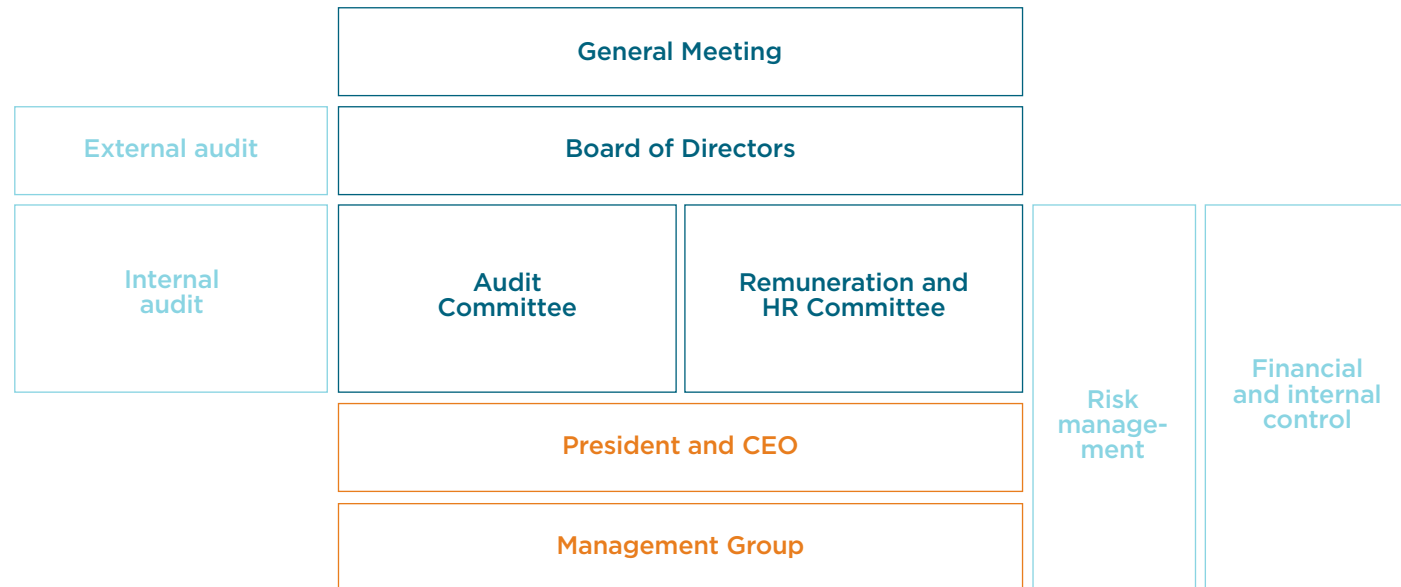 General Meeting
External audit
Board of Directors
Internal
audit
Audit
Committee
Remuneration and
HR Committee
Risk
manage-
ment
Financial
and internal
control
President and CEO
Management Group